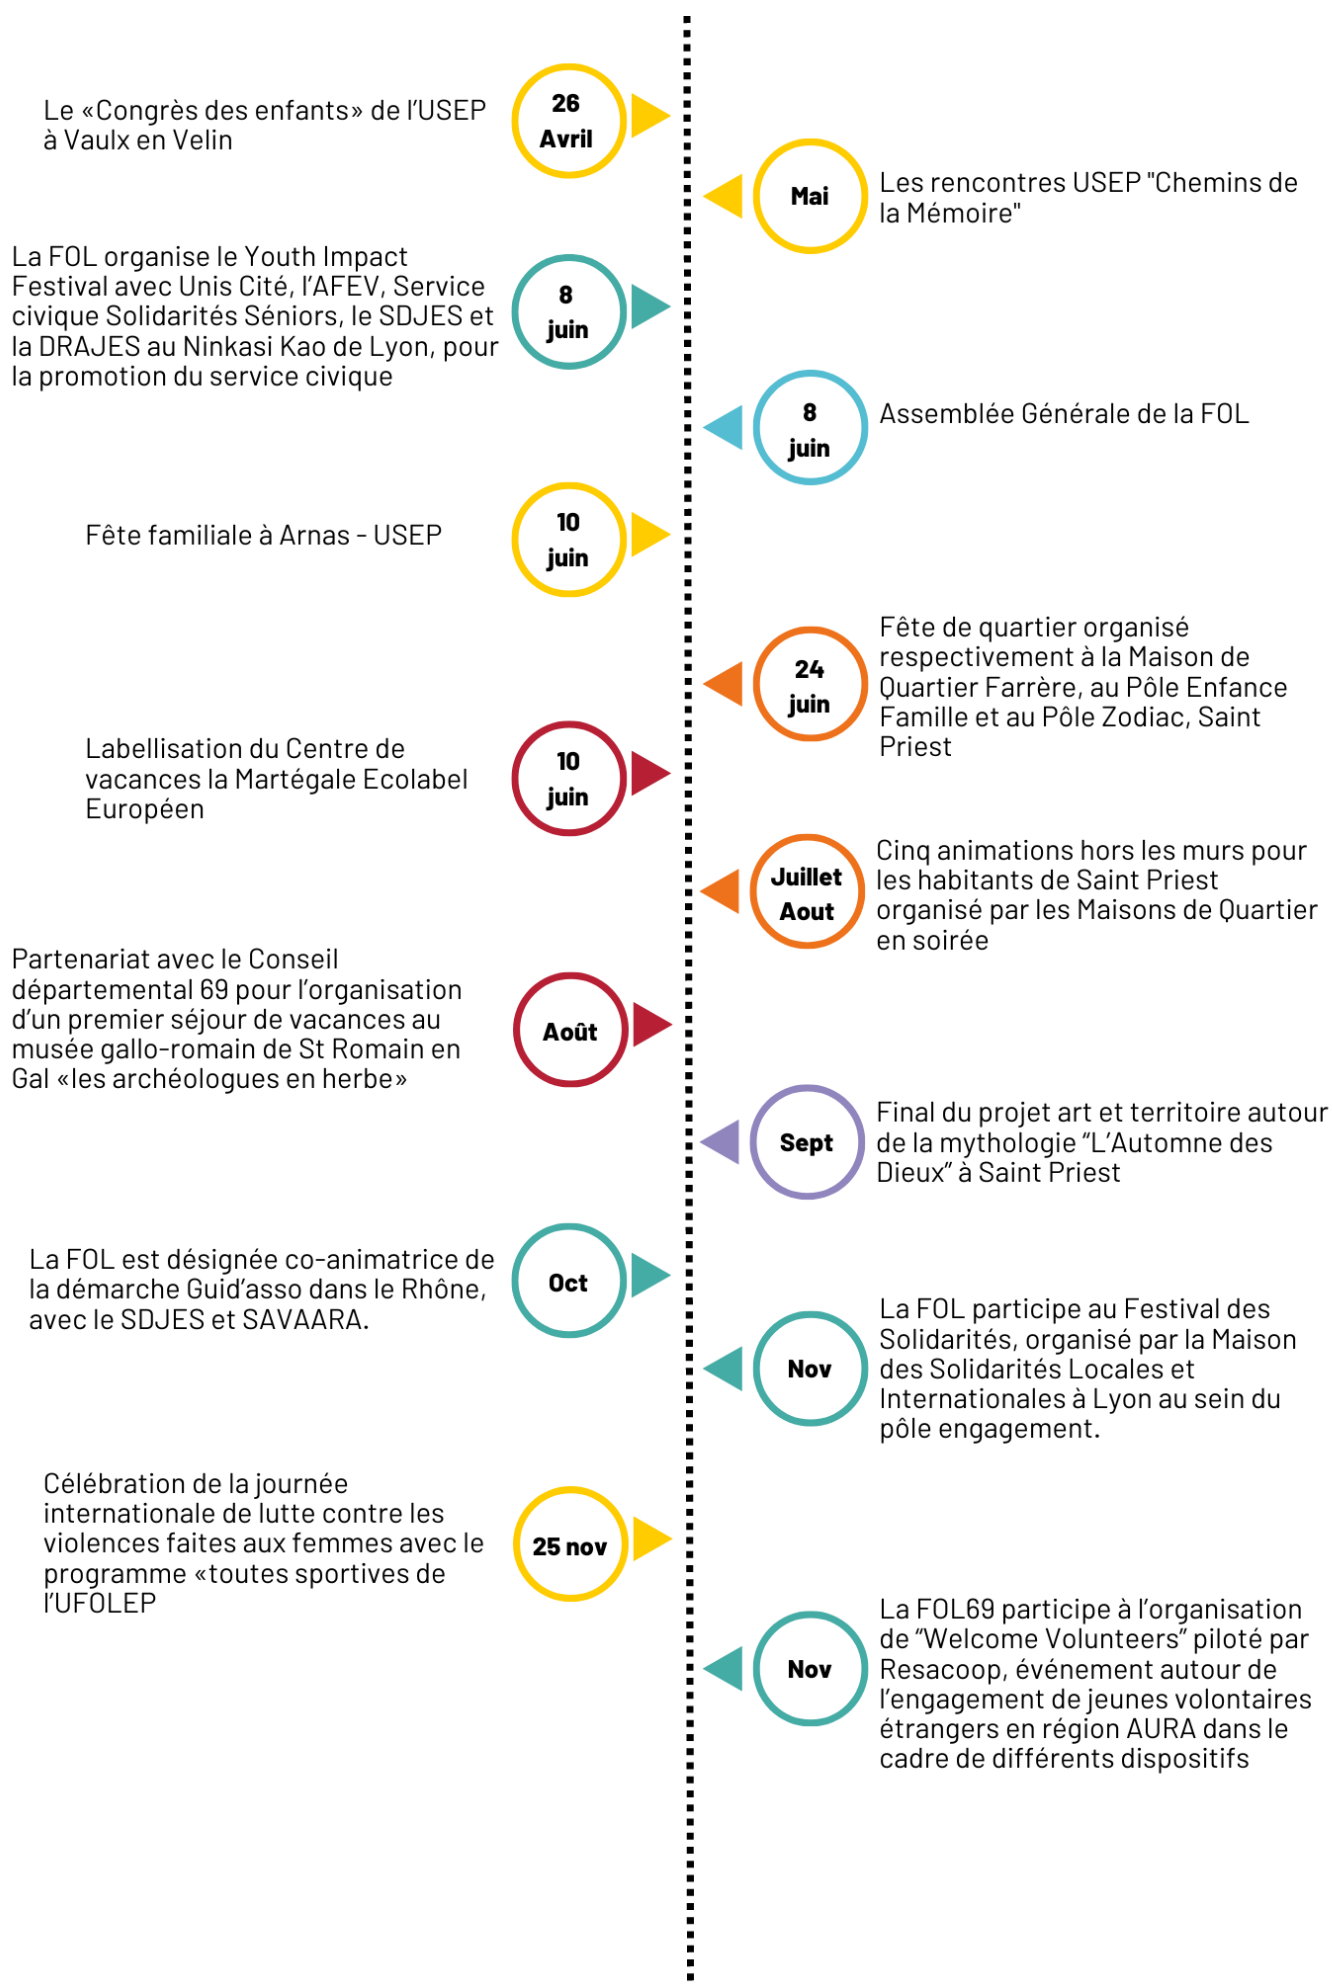 Le «Congrès des enfants» de l'USEP
à Vaulx en Velin
26
Avril
Mai
Les rencontres USEP "Chemins de
la Mémoire"
La FOL organise le Youth Impact
Festival avec Unis Cité, l'AFEV, Service
civique Solidarités Séniors, le SDJES et
la DRAJES au Ninkasi Kao de Lyon, pour
la promotion du service civique
8
juin
8
juin
Assemblée Générale de la FOL
Fête familiale à Arnas - USEP
10
juin
24
juin
Fête de quartier organisé
respectivement à la Maison de
Quartier Farrère, au Pôle Enfance
Famille et au Pôle Zodiac, Saint
Priest
Labellisation du Centre de
vacances la Martégale Ecolabel
Européen
10
juin
Juillet
Aout
Cinq animations hors les murs pour
les habitants de Saint Priest
organisé par les Maisons de Quartier
en soirée
Partenariat avec le Conseil
départemental 69 pour l'organisation
d'un premier séjour de vacances au
musée gallo-romain de St Romain en
Gal «les archéologues en herbe»
Août
Sept
Final du projet art et territoire autour
de la mythologie “L'Automne des
Dieux” à Saint Priest
La FOL est désignée co-animatrice de
la démarche Guid'asso dans le Rhône,
avec le SDJES et SAVAARA.
Oct
Nov
La FOL participe au Festival des
Solidarités, organisé par la Maison
des Solidarités Locales et
Internationales à Lyon au sein du
pôle engagement.
Célébration de la journée
internationale de lutte contre les
violences faites aux femmes avec le
programme «toutes sportives de
l'UFOLEP
25 nov
Nov
La FOL69 participe à l'organisation
de “Welcome Volunteers” piloté par
Resacoop, événement autour de
l'engagement de jeunes volontaires
étrangers en région AURA dans le
cadre de différents dispositifs